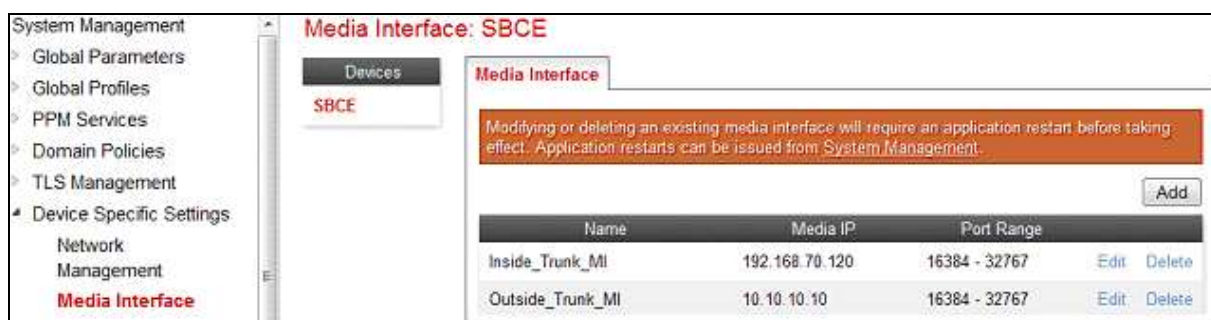 System Management
Global Parameters
Global Profiles
PPM Services
Domain Policies
TLS Management
Device Specific Settings
Network
Management
Media Interface
Media Interface: SBCE
Devices
SBCE
Media Interface
Modifying or deleting an existing media interface will require an application restart before taking
effect. Application restarts can be issued from System Management.
Add
Name Media IP Port Range
Inside_Trunk_MI 192.168.70.120 16384 - 32767 Edit Delete
Outside_Trunk_MI 10.10.10.10 16384 - 32767 Edit Delete